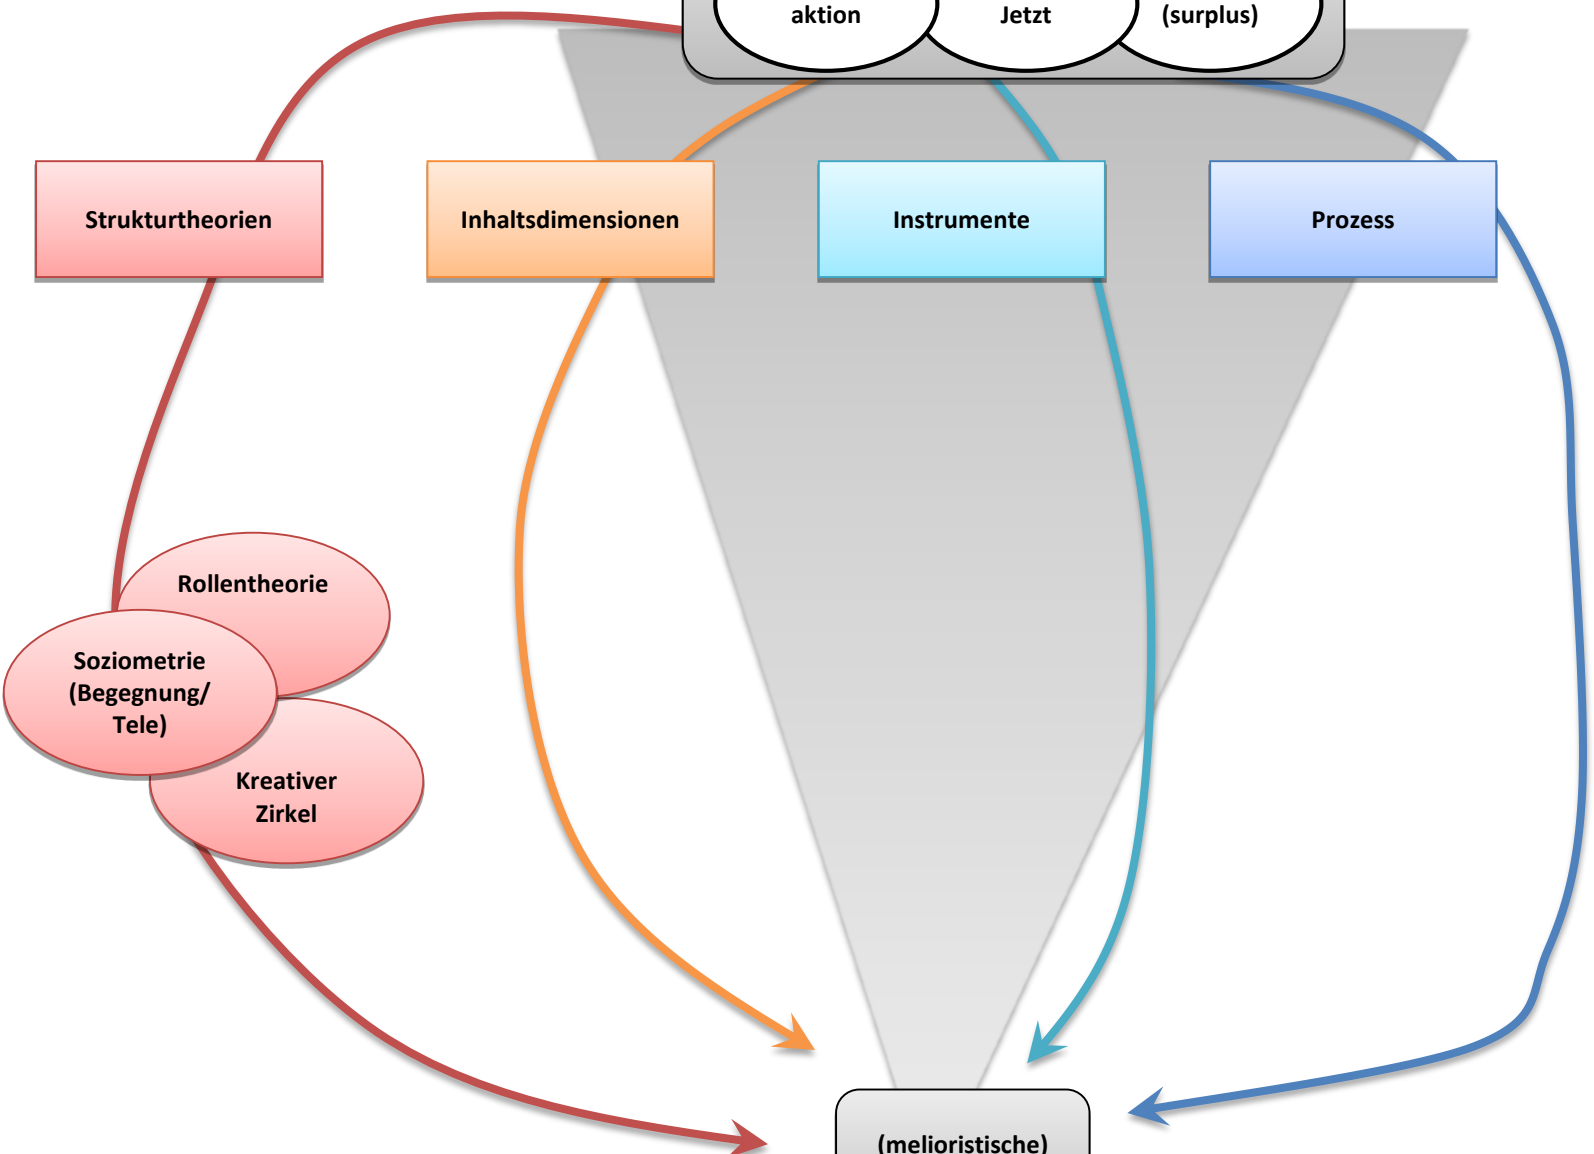 aktion
Jetzt
(surplus)
Strukturtheorien
Inhaltsdimensionen
Instrumente
Prozess
Rollentheorie
Soziometrie
(Begegnung/
Tele)
Kreativer
Zirkel
(melioristische)